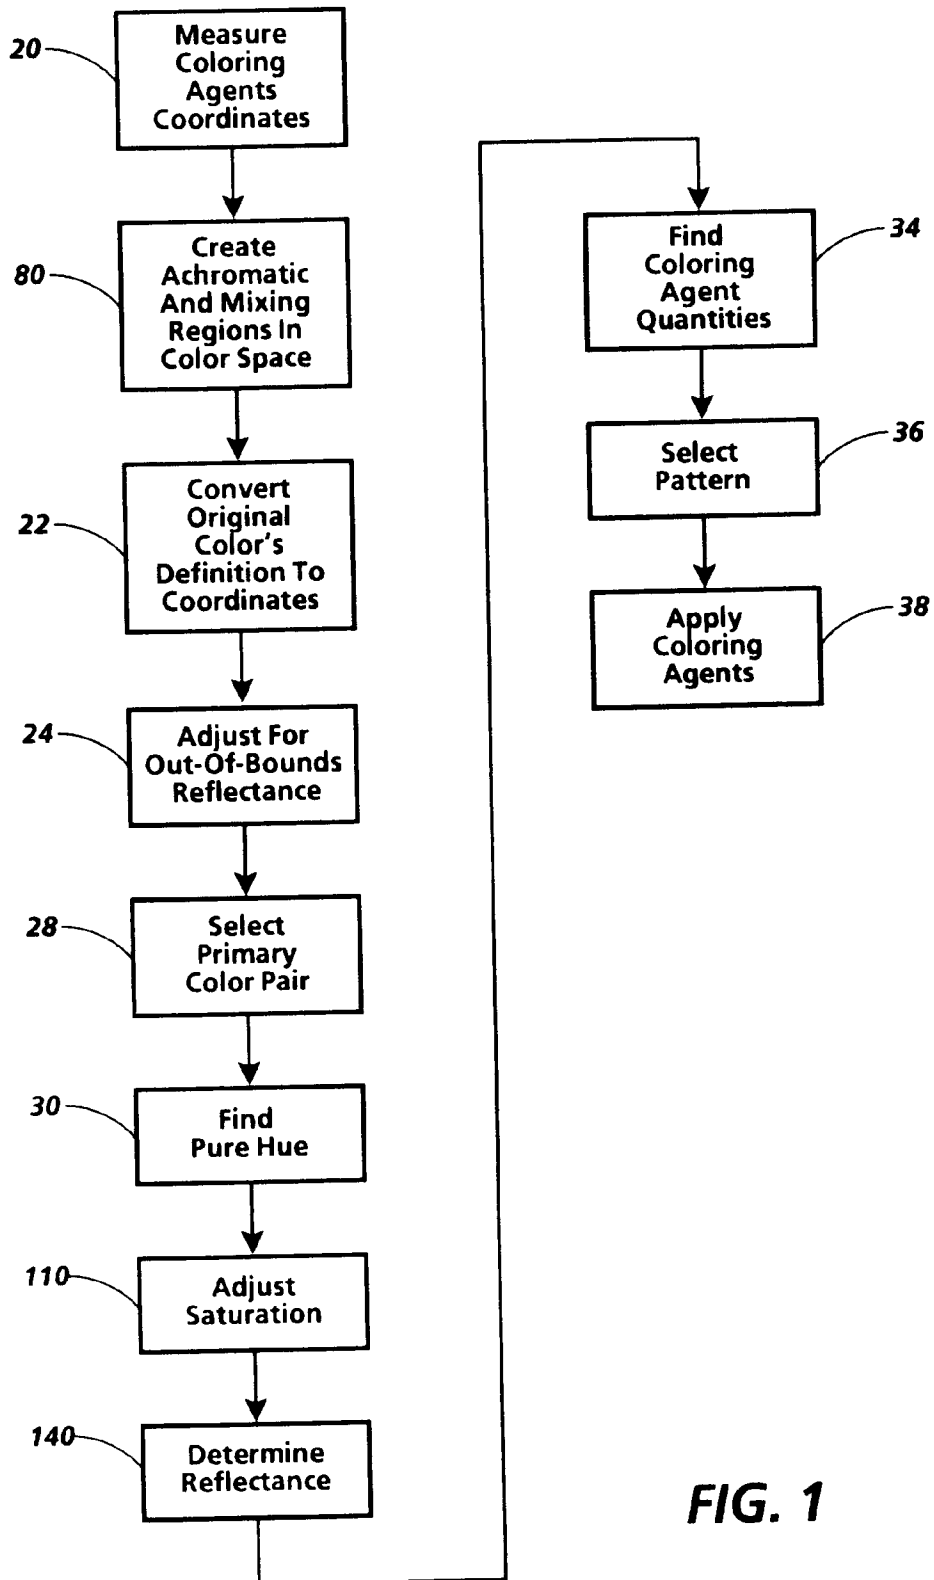 20
Measure
Coloring
Agents
Coordinates
80
Create
Achromatic
And Mixing
Regions In
Color Space
22
Convert
Original
Color's
Definition To
Coordinates
24
Adjust For
Out-Of-Bounds
Reflectance
28
Select
Primary
Color Pair
30
Find
Pure Hue
110
Adjust
Saturation
140
Determine
Reflectance
34
Find
Coloring
Agent
Quantities
36
Select
Pattern
38
Apply
Coloring
Agents
FIG. 1